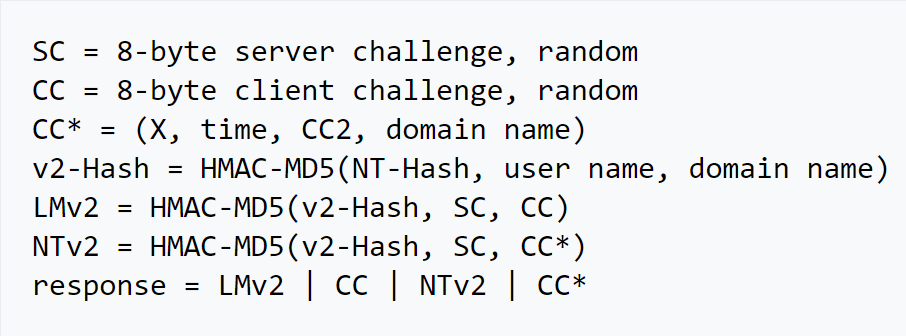 SC = 8-byte server challenge, random
CC = 8-byte client challenge, random
CC* = (X, time, CC2, domain name)
v2-Hash = HMAC-MD5(NT-Hash, user name, domain name)
LMv2 = HMAC-MD5(v2-Hash, SC, CC)
NTv2 = HMAC-MD5(v2-Hash, SC, CC*)
response = LMv2 | CC | NTv2 | CC*